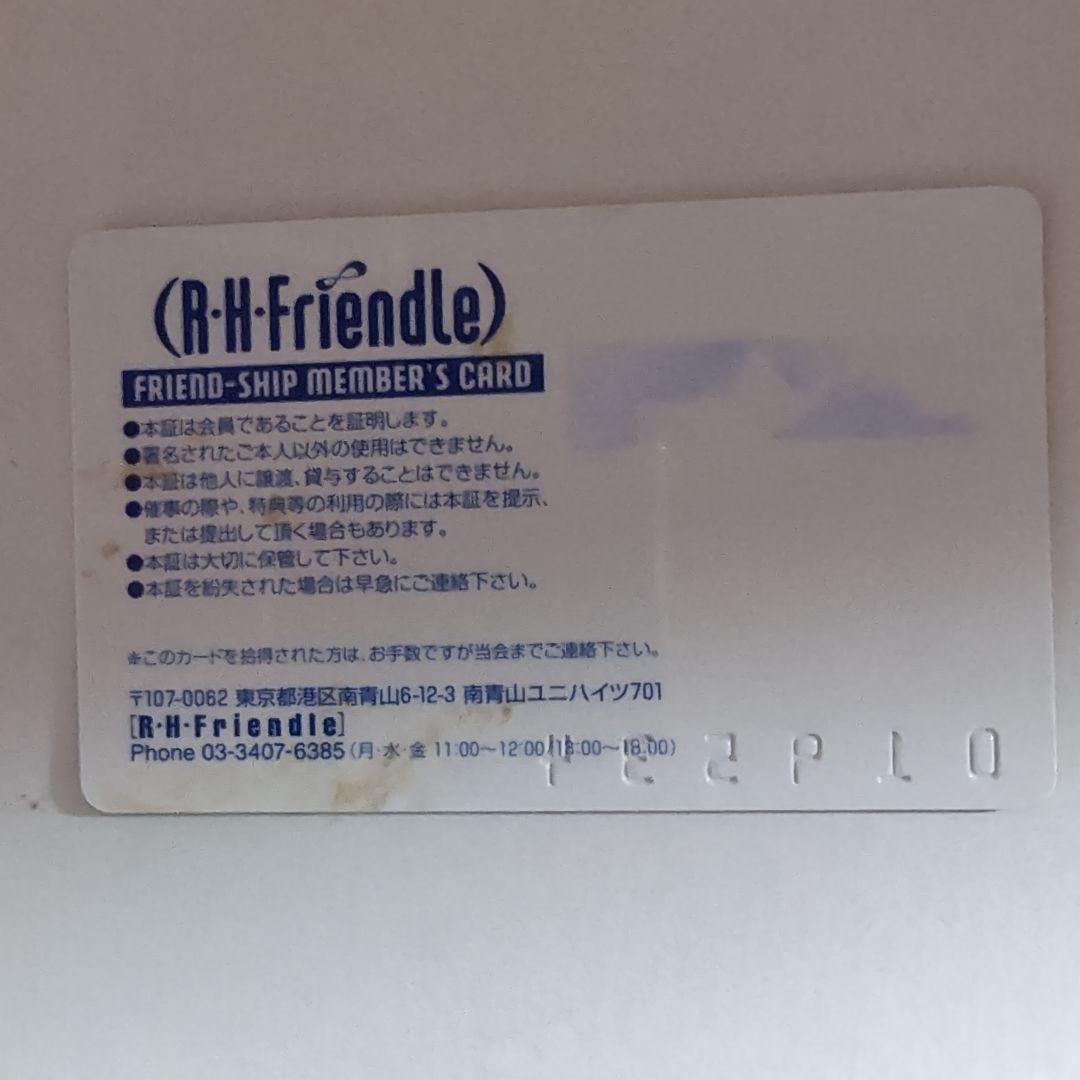 (R·H·Friendle)
FRIEND-SHIP MEMBER'S CARD
●本証は会員であることを証明します。
●署名されたご本人以外の使用はできません。
●本証は他人に譲渡、貸与することはできません。
●催事の際や、特典等の利用の際には本証を提示、
または提出して頂く場合もあります。
●本証は大切に保管して下さい。
●本証を紛失された場合は早急にご連絡下さい。
※このカードを拾得された方は、お手数ですが当会までご連絡下さい。
〒107-0062 東京都港区南青山6-12-3 南青山ユニハイツ701
[R·H·Friendle]
Phone 03-3407-6385(月·水·金 11:00〜12:00/13:00〜18:00)